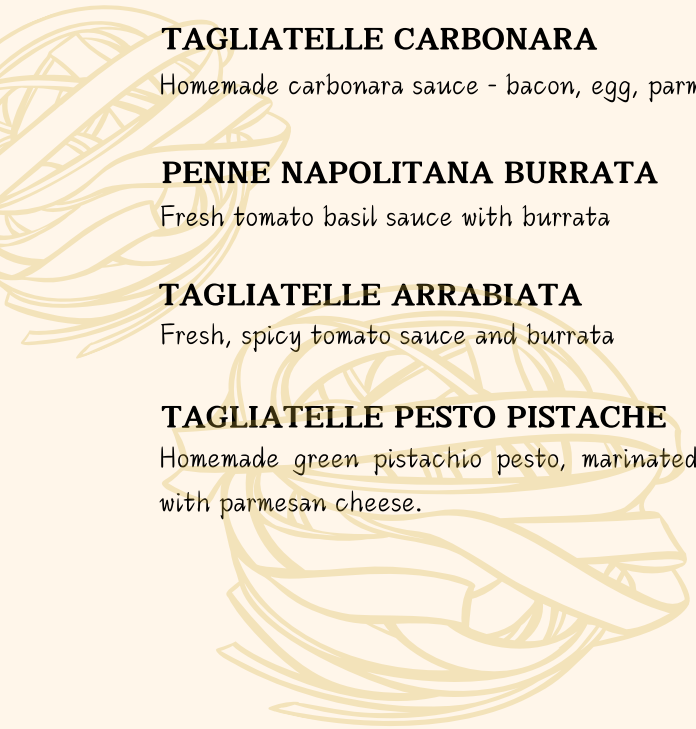 TAGLIATELLE CARBONARA
Homemade carbonara sauce - bacon, egg,
PENNE NAPOLITANA BURRATA
Fresh tomato basil sauce with burrata
TAGLIATELLE ARRABIATA
Fresh, spicy tomato sauce and burrata
TAGLIATELLE PESTO PISTACHE
Homemade green pistachio pesto, marinated
with parmesan cheese.